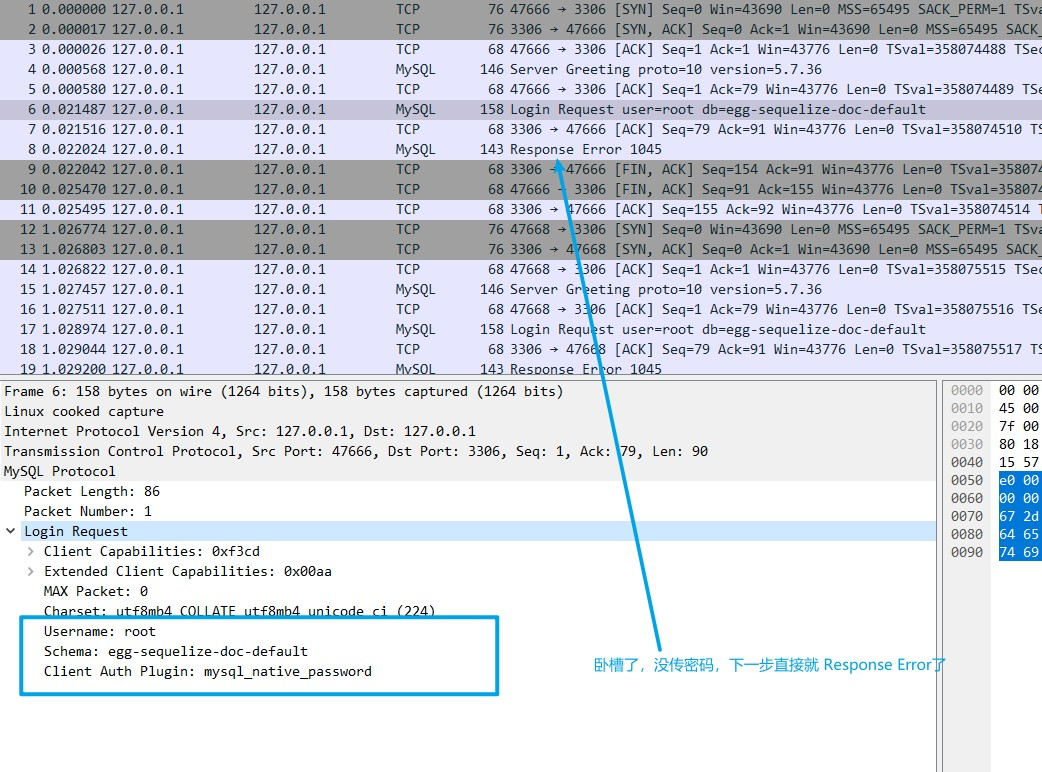 1 0.000000 127.0.0.1 127.0.0.1 TCP 76 47666 → 3306 [SYN] Seq=0 Win=43690 Len=0 MSS=65495 SACK_PERM=1 TSva
2 0.000017 127.0.0.1 127.0.0.1 TCP 76 3306 → 47666 [SYN, ACK] Seq=0 Ack=1 Win=43690 Len=0 MSS=65495 SACK_
3 0.000026 127.0.0.1 127.0.0.1 TCP 68 47666 → 3306 [ACK] Seq=1 Ack=1 Win=43776 Len=0 TSval=358074488 TSec
4 0.000568 127.0.0.1 127.0.0.1 MySQL 146 Server Greeting proto=10 version=5.7.36
5 0.000580 127.0.0.1 127.0.0.1 TCP 68 47666 → 3306 [ACK] Seq=1 Ack=79 Win=43776 Len=0 TSval=358074489 TSe
6 0.021487 127.0.0.1 127.0.0.1 MySQL 158 Login Request user=root db=egg-sequelize-doc-default
7 0.021516 127.0.0.1 127.0.0.1 TCP 68 3306 → 47666 [ACK] Seq=79 Ack=91 Win=43776 Len=0 TSval=358074510 T
8 0.022024 127.0.0.1 127.0.0.1 MySQL 143 Response Error 1045
9 0.022042 127.0.0.1 127.0.0.1 TCP 68 3306 → 47666 [FIN, ACK] Seq=154 Ack=91 Win=43776 Len=0 TSval=358074
10 0.025470 127.0.0.1 127.0.0.1 TCP 68 47666 → 3306 [FIN, ACK] Seq=91 Ack=155 Win=43776 Len=0 TSval=358074
11 0.025495 127.0.0.1 127.0.0.1 TCP 68 3306 → 47666 [ACK] Seq=155 Ack=92 Win=43776 Len=0 TSval=358074514 T
12 1.026774 127.0.0.1 127.0.0.1 TCP 76 47668 → 3306 [SYN] Seq=0 Win=43690 Len=0 MSS=65495 SACK_PERM=1 TSva
13 1.026803 127.0.0.1 127.0.0.1 TCP 76 3306 → 47668 [SYN, ACK] Seq=0 Ack=1 Win=43690 Len=0 MSS=65495 SACK_
14 1.026822 127.0.0.1 127.0.0.1 TCP 68 47668 → 3306 [ACK] Seq=1 Ack=1 Win=43776 Len=0 TSval=358075515 TSec
15 1.027457 127.0.0.1 127.0.0.1 MySQL 146 Server Greeting proto=10 version=5.7.36
16 1.027511 127.0.0.1 127.0.0.1 TCP 68 47668 → 3306 [ACK] Seq=1 Ack=79 Win=43776 Len=0 TSval=358075516 TSe
17 1.028974 127.0.0.1 127.0.0.1 MySQL 158 Login Request user=root db=egg-sequelize-doc-default
18 1.029044 127.0.0.1 127.0.0.1 TCP 68 3306 → 47668 [ACK] Seq=79 Ack=91 Win=43776 Len=0 TSval=358075517 TS
19 1.029200 127.0.0.1 127.0.0.1 MySQL 143 Response Error 1045
Frame 6: 158 bytes on wire (1264 bits), 158 bytes captured (1264 bits)
Linux cooked capture
Internet Protocol Version 4, Src: 127.0.0.1, Dst: 127.0.0.1
Transmission Control Protocol, Src Port: 47666, Dst Port: 3306, Seq: 1, Ack: 79, Len: 90
MySQL Protocol
Packet Length: 86
Packet Number: 1
Login Request
Client Capabilities: 0xf3cd
Extended Client Capabilities: 0x00aa
MAX Packet: 0
Charset: utf8mb4 COLLATE utf8mb4_unicode_ci (224)
Username: root
Schema: egg-sequelize-doc-default
Client Auth Plugin: mysql_native_password
卧槽了，没传密码，下一步直接就 Response Error了
0000 00 00
0010 45 00
0020 7f 00
0030 80 18
0040 15 57
0050 e0 00
0060 00 00
0070 67 2d
0080 64 65
0090 74 69